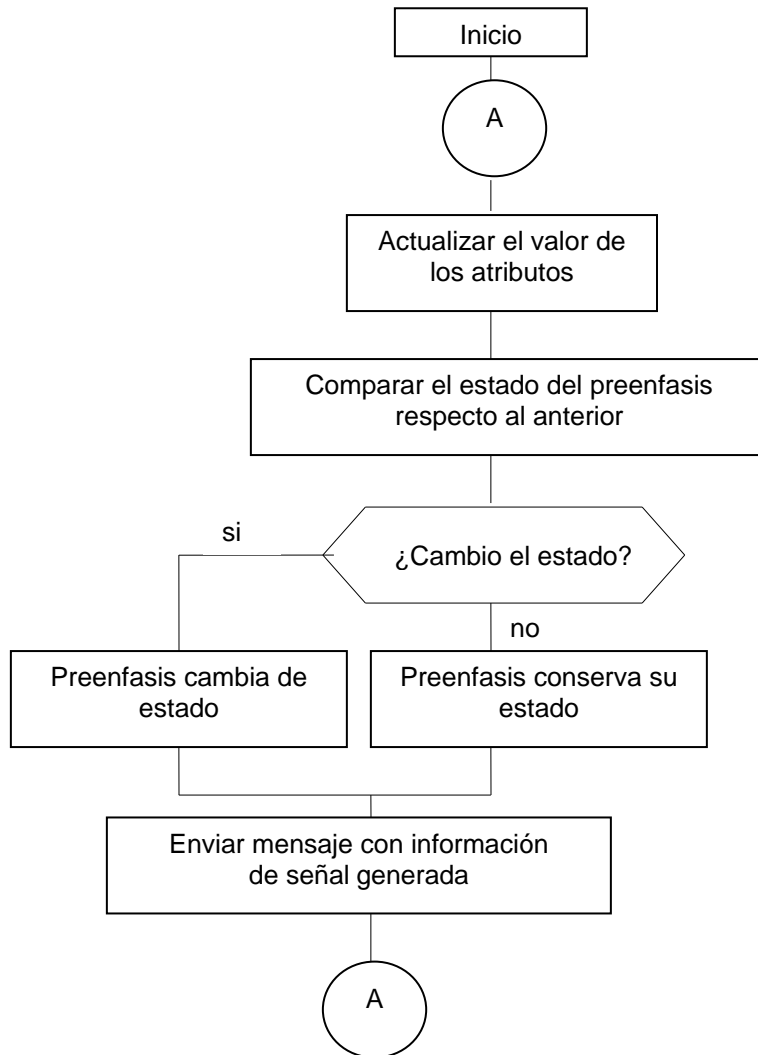 Inicio
A
Actualizar el valor de
los atributos
Comparar el estado del preenfasis
respecto al anterior
¿Cambio el estado?
si
no
Preenfasis cambia de
estado
Preenfasis conserva su
estado
Enviar mensaje con información
de señal generada
A